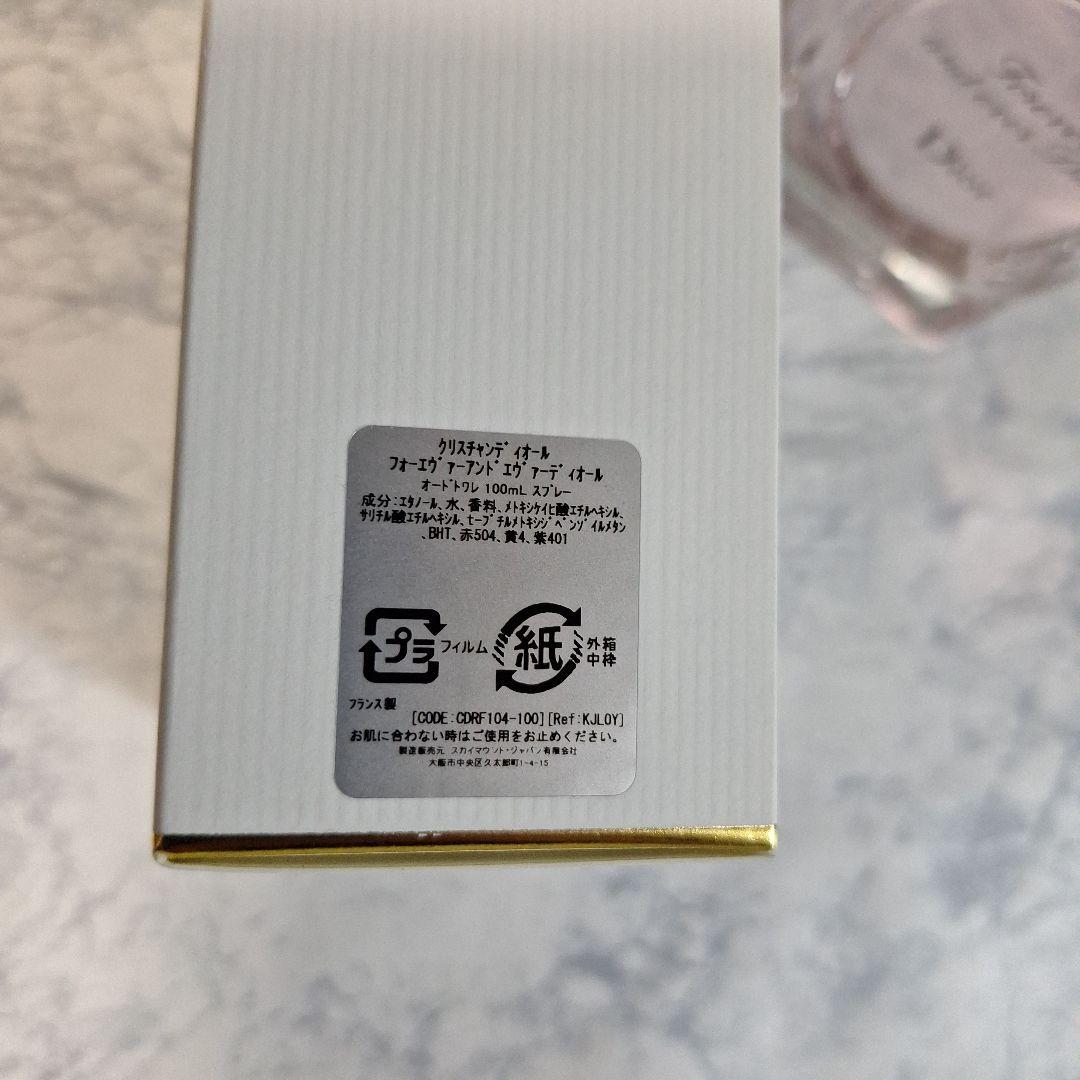 クリスチャンディオール
フォーエヴァーアンドエヴァーディオール
オードトワレ 100mL スプレー
成分:エタノール、水、香料、メトキシケイヒ酸エチルヘキシル、
サリチル酸エチルヘキシル、t-ブチルメトキシジベンゾイルメタン
、BHT、赤504、黄4、紫401
プラ フィルム 紙 外箱
中枠
フランス製
[CODE:CDRF104-100][Ref:KJLOY]
お肌に合わない時はご使用をお止めください。
製造販売元 スカイマウント・ジャパン有限会社
大阪市中央区久太郎町1-4-15
and ever
Dior